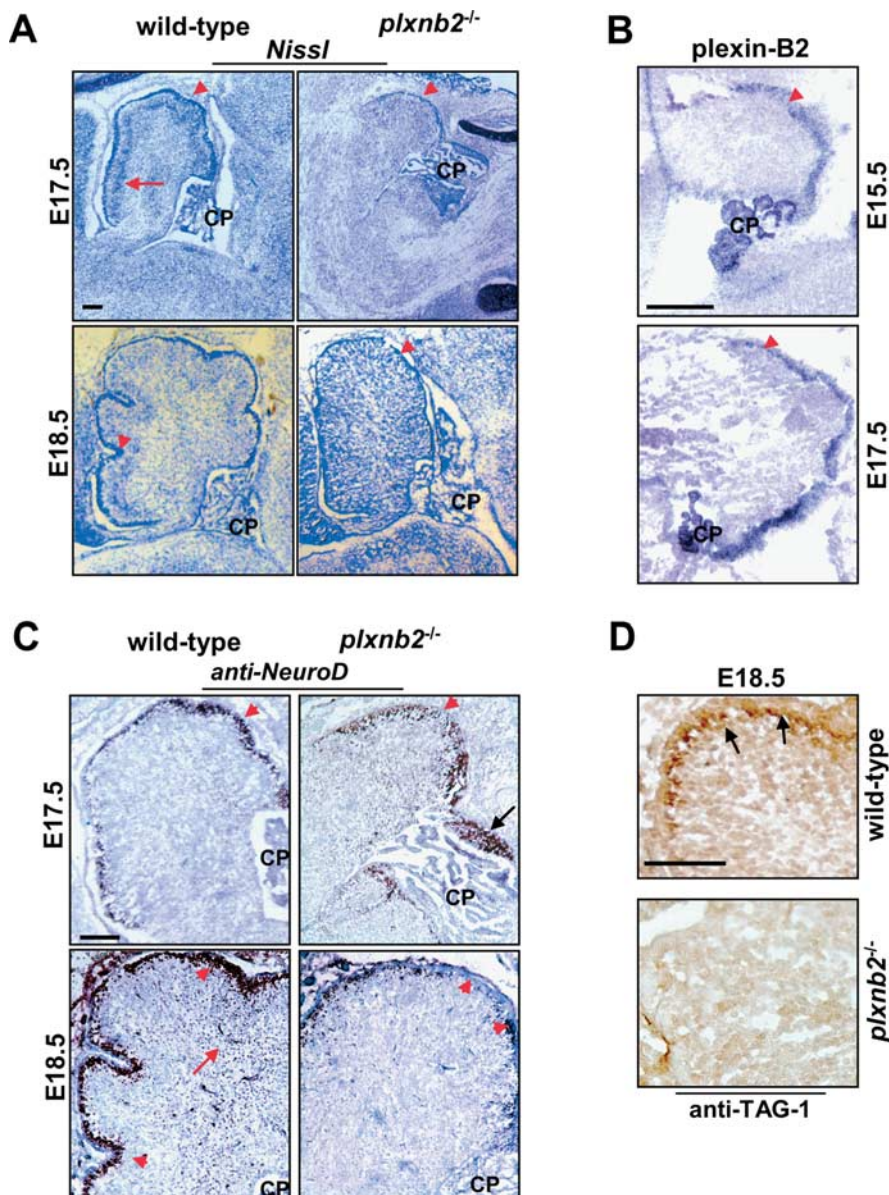 A
wild-type plxnb2-/-
Nissl
E17.5
CP
CP
E18.5
CP
CP
B
plexin-B2
CP
E15.5
CP
E17.5
C
wild-type plxnb2-/-
anti-NeuroD
E17.5
CP
CP
E18.5
CP
CP
D
E18.5
wild-type
plxnb2-/-
anti-TAG-1